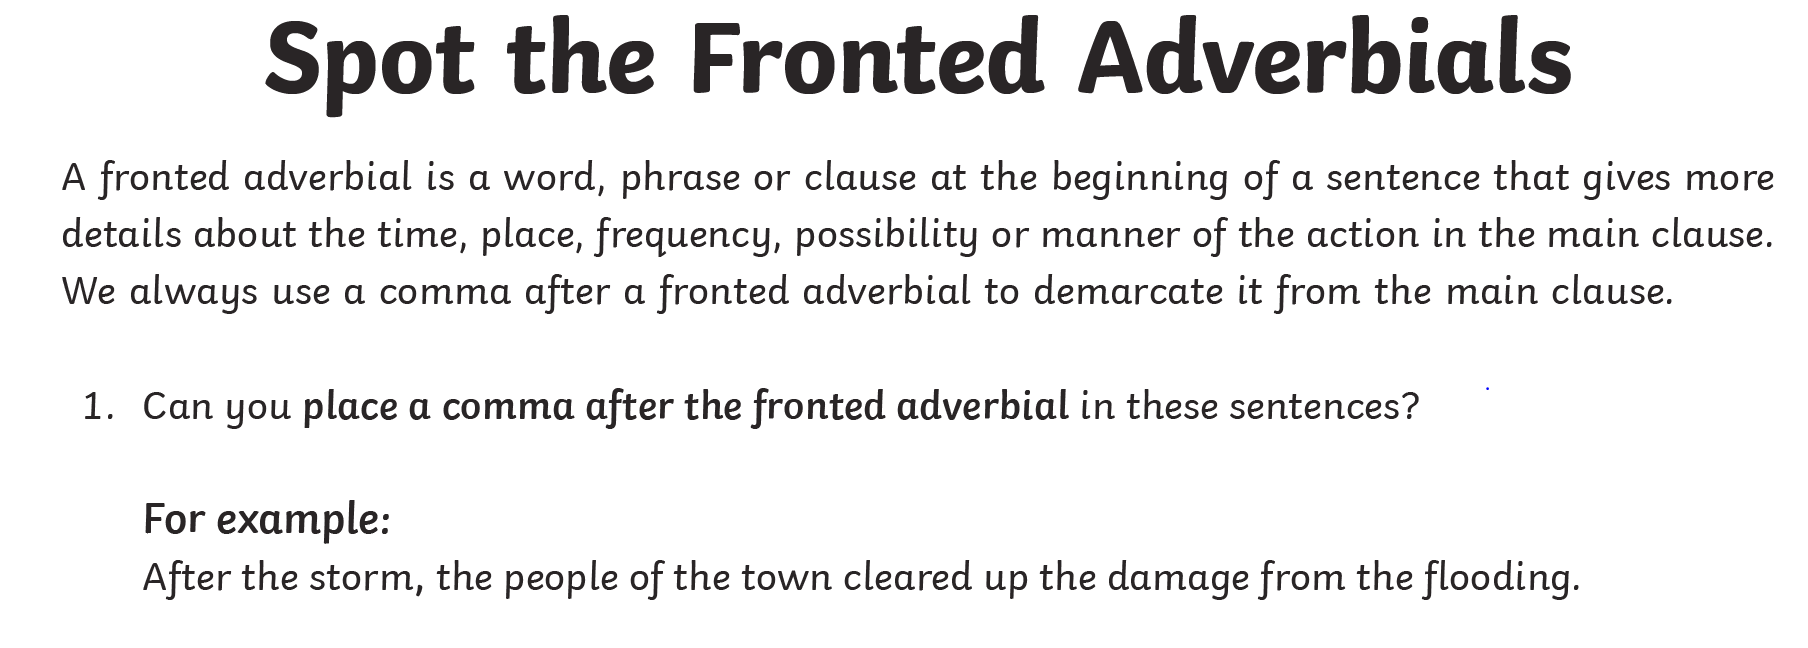 Spot the Fronted Adverbials
A fronted adverbial is a word, phrase or clause at the beginning of a sentence that gives more
details about the time, place, frequency, possibility or manner of the action in the main clause.
We always use a comma after a fronted adverbial to demarcate it from the main clause.
1. Can you place a comma after the fronted adverbial in these sentences?
For example:
After the storm, the people of the town cleared up the damage from the flooding.